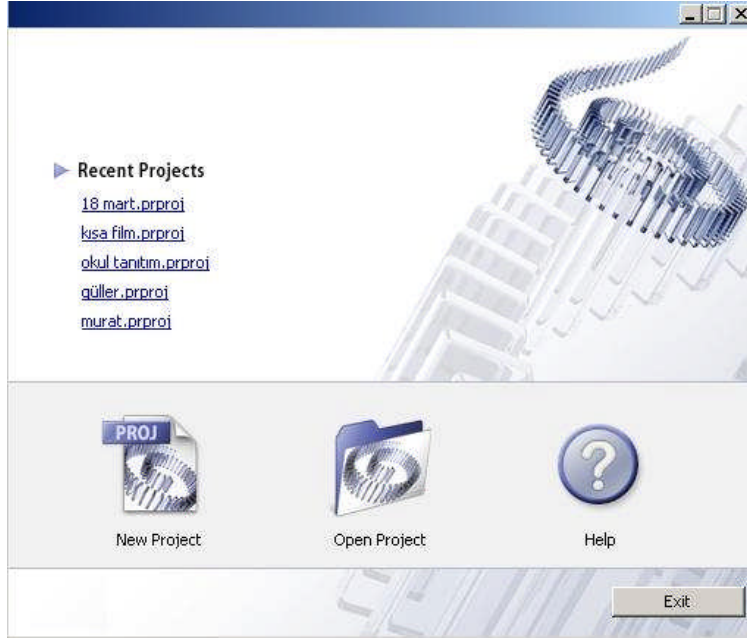 Recent Projects
18 mart.prproj
kısa film.prproj
okul tanıtım.prproj
güller.prproj
murat.prproj
PROJ
New Project
Open Project
Help
Exit